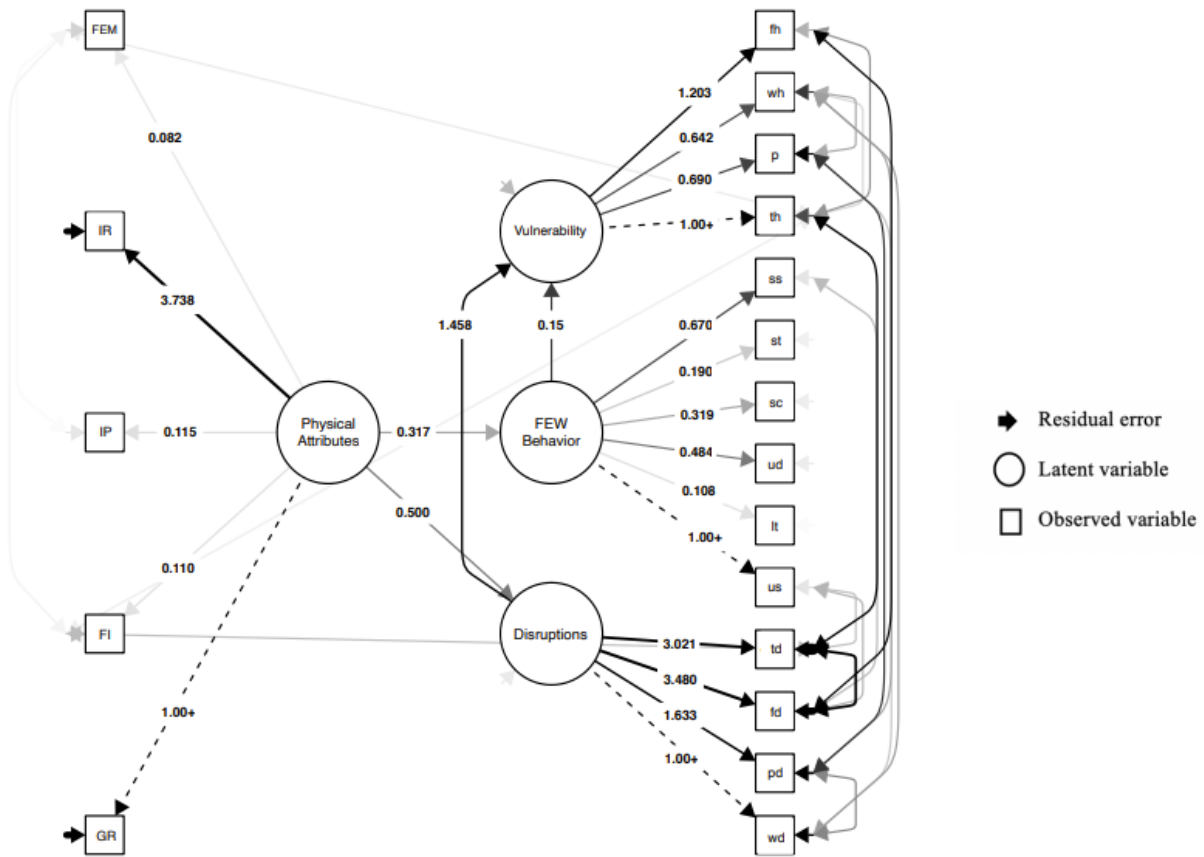 FEM
fh
wh
1.203
0.082
0.642
p
0.690
th
IR
Vulnerability
1.00+
ss
3.738
1.458
0.15
0.670
st
0.190
sc
0.319
IP
0.115
Physical
Attributes
0.317
FEW
Behavior
0.484
ud
0.108
lt
0.500
1.00+
0.110
us
FI
Disruptions
3.021
td
3.480
fd
1.00+
1.633
1.00+
pd
GR
wd
Residual error
Latent variable
Observed variable